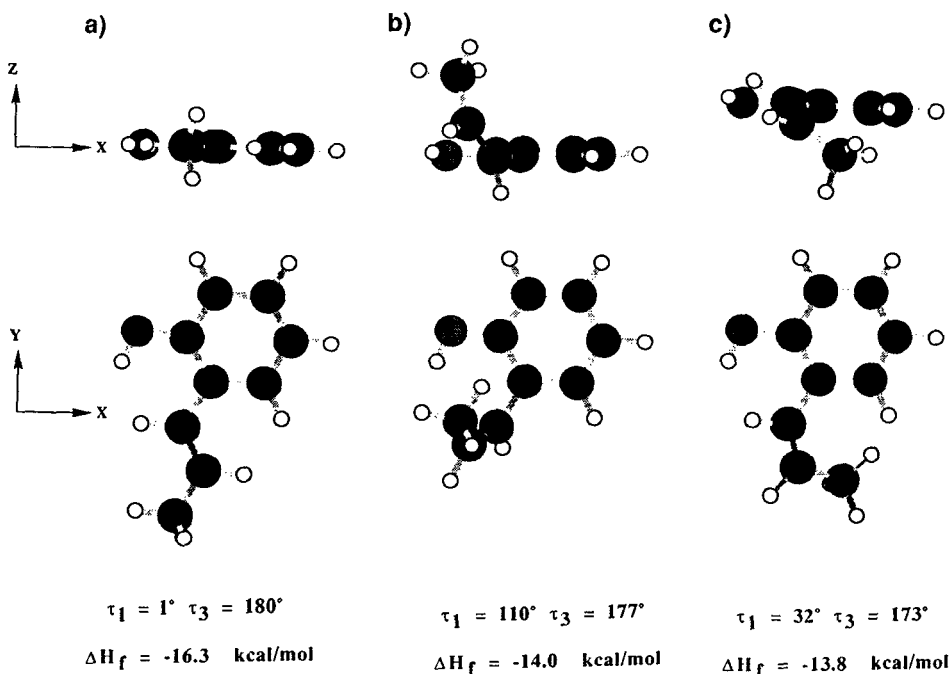 a)
b)
c)
Z
X
Y
X
τ1 = 1° τ3 = 180°
ΔHf = -16.3 kcal/mol
τ1 = 110° τ3 = 177°
ΔHf = -14.0 kcal/mol
τ1 = 32° τ3 = 173°
ΔHf = -13.8 kcal/mol